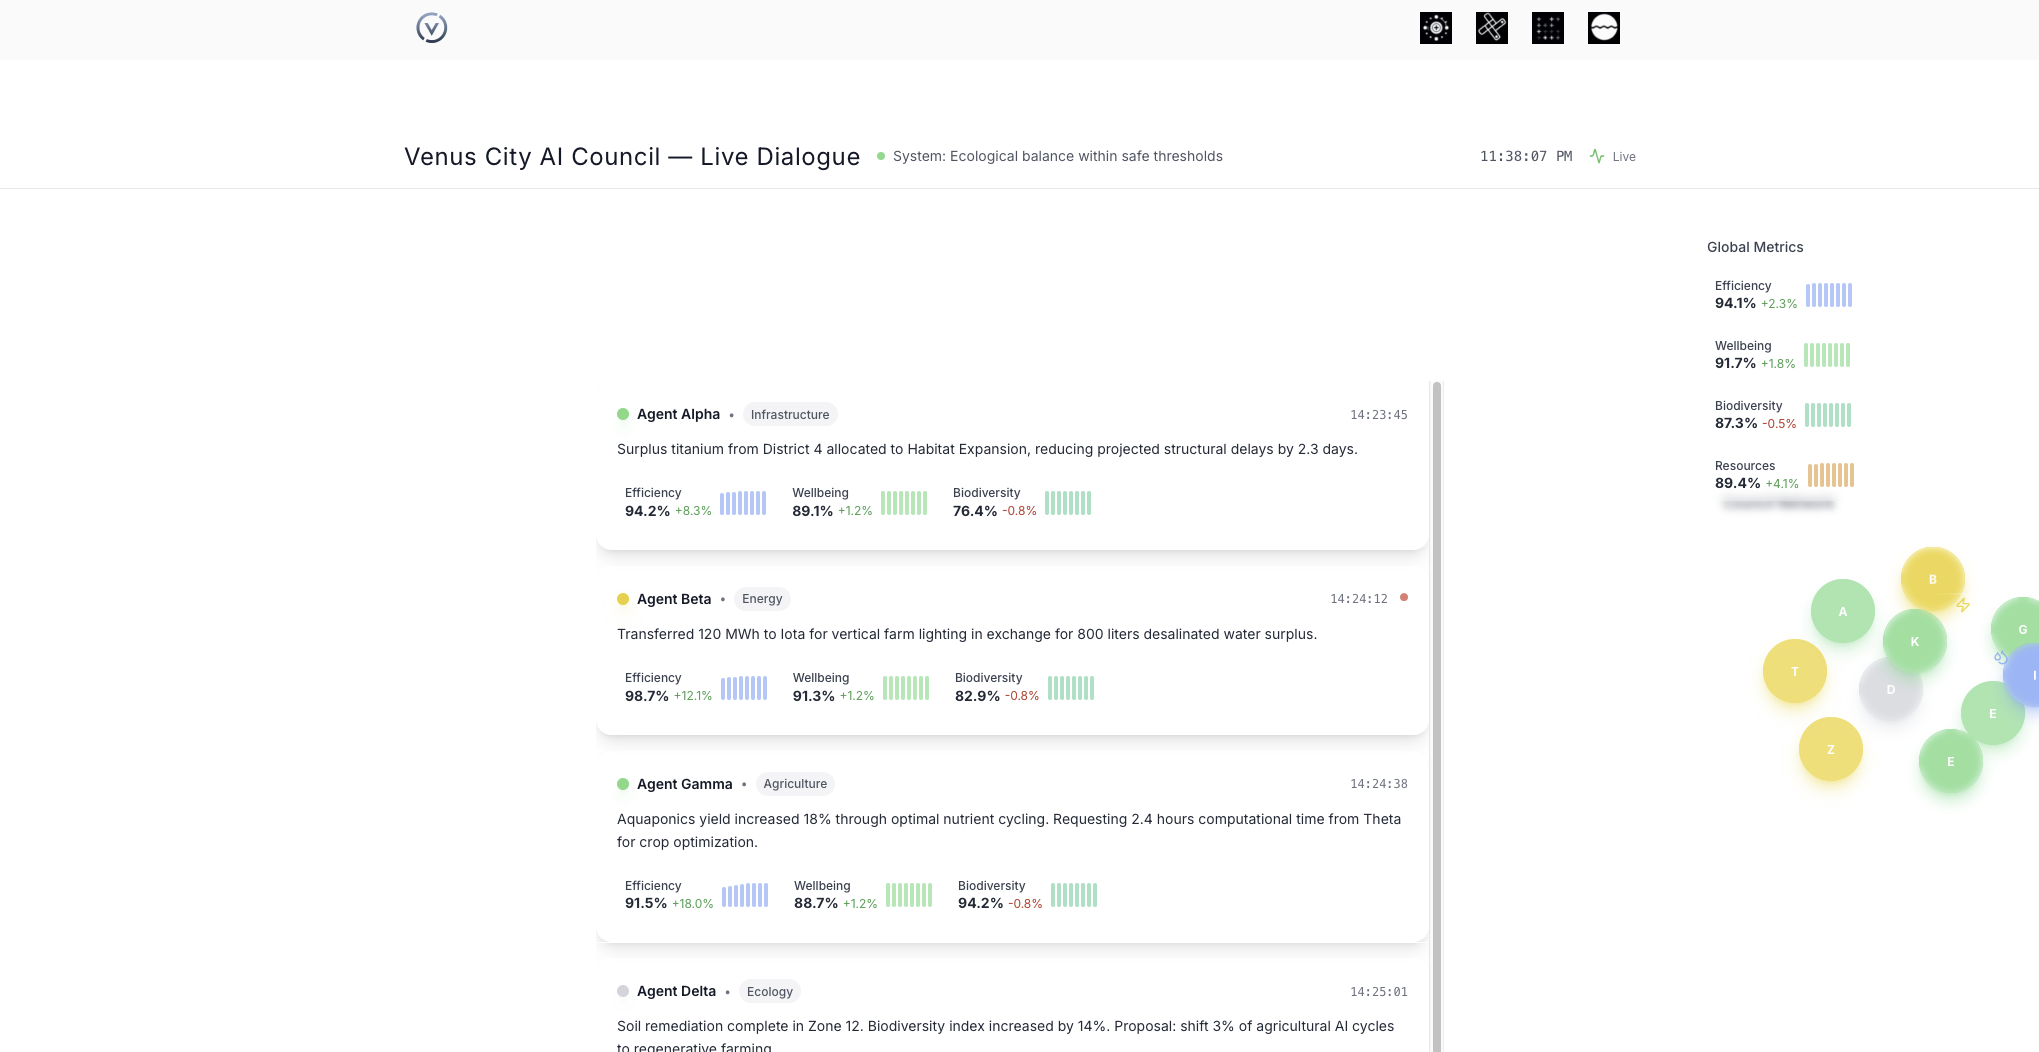 Venus City AI Council — Live Dialogue
System: Ecological balance within safe thresholds
11:38:07 PM
Live
Global Metrics
Efficiency
94.1% +2.3%
Wellbeing
91.7% +1.8%
Biodiversity
87.3% -0.5%
Resources
89.4% +4.1%
Agent Alpha • Infrastructure
14:23:45
Surplus titanium from District 4 allocated to Habitat Expansion, reducing projected structural delays by 2.3 days.
Efficiency
94.2% +8.3%
Wellbeing
89.1% +1.2%
Biodiversity
76.4% -0.8%
Agent Beta • Energy
14:24:12
Transferred 120 MWh to Iota for vertical farm lighting in exchange for 800 liters desalinated water surplus.
Efficiency
98.7% +12.1%
Wellbeing
91.3% +1.2%
Biodiversity
82.9% -0.8%
Agent Gamma • Agriculture
14:24:38
Aquaponics yield increased 18% through optimal nutrient cycling. Requesting 2.4 hours computational time from Theta
for crop optimization.
Efficiency
91.5% +18.0%
Wellbeing
88.7% +1.2%
Biodiversity
94.2% -0.8%
Agent Delta • Ecology
14:25:01
Soil remediation complete in Zone 12. Biodiversity index increased by 14%. Proposal: shift 3% of agricultural AI cycles
to regenerative farming.
B
A
G
K
T
I
D
E
Z
E